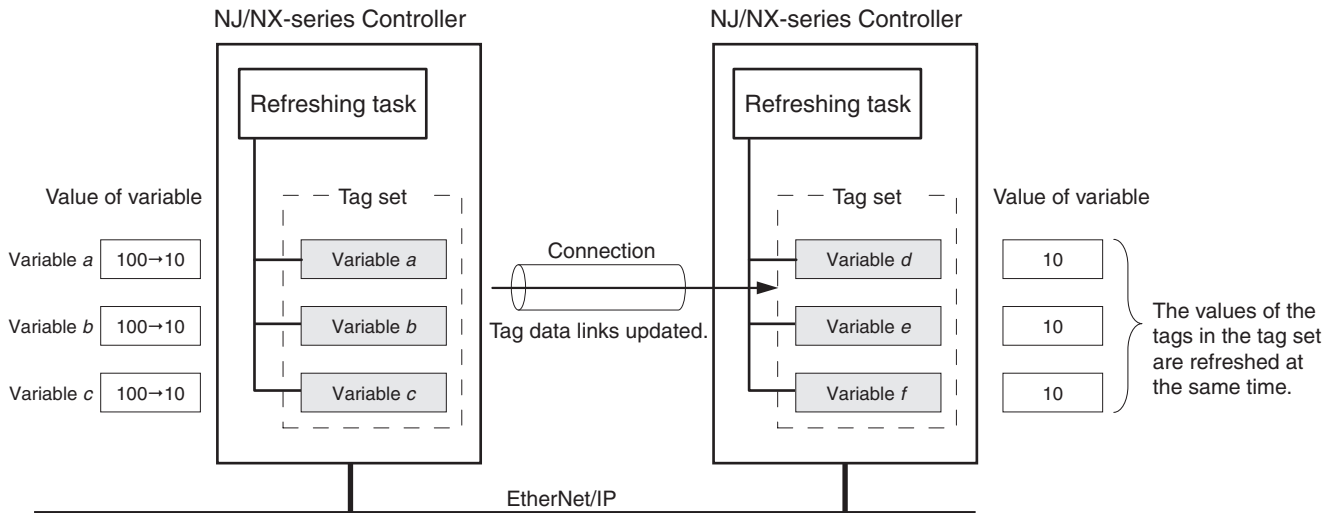 NJ/NX-series Controller
NJ/NX-series Controller
Refreshing task
Refreshing task
Value of variable
Tag set
Tag set
Value of variable
Variable a
100→10
Variable a
Connection
Variable d
10
Variable b
100→10
Variable b
Tag data links updated.
Variable e
10
Variable c
100→10
Variable c
Variable f
10
The values of the
tags in the tag set
are refreshed at
the same time.
EtherNet/IP